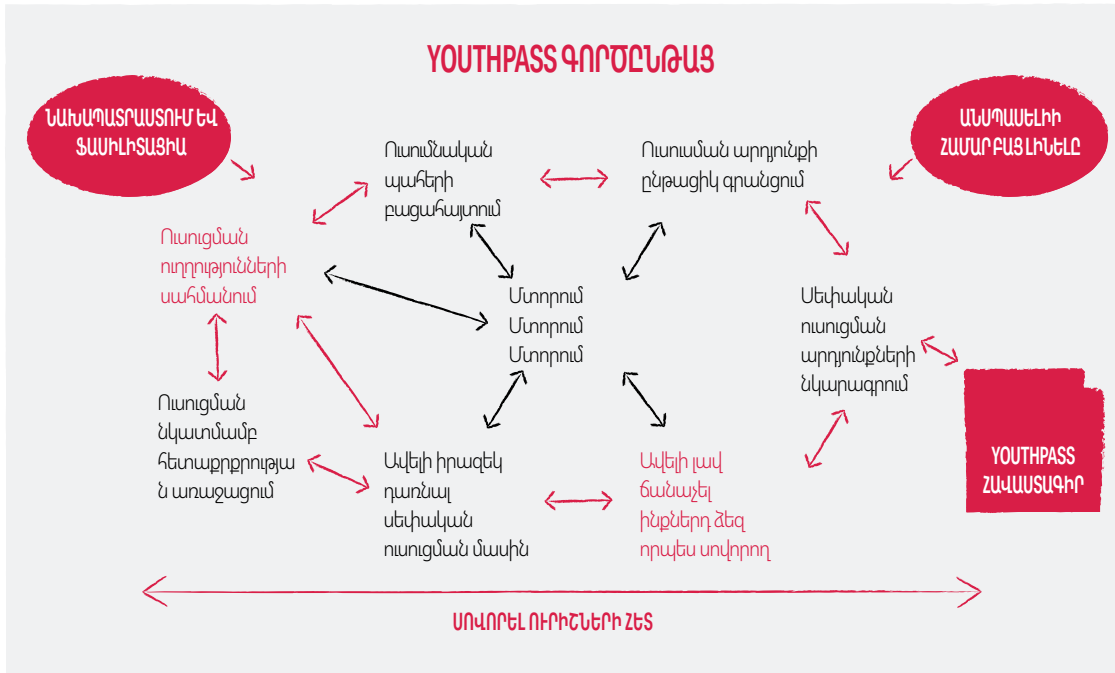 YOUTHPASS ԳՈՐԾԸՆԹԱՑ
ՆԱԽԱՊԱՏՐԱՍՏՈՒՄ ԵՎ
ՖԱՍԻԼԻՏԱՑԻԱ
ԱՆՍՊԱՍԵԼԻԻ
ՀԱՄԱՐ ԲԱՑ ԼԻՆԵԼԸ
Ուսումնական
պահերի
բացահայտում
Ուսուսման արդյունքի
ընթացիկ գրանցում
Ուսուցման
ուղղությունների
սահմանում
Մտորում
Մտորում
Մտորում
Սեփական
ուսուցման
արդյունքների
նկարագրում
Ուսուցման
նկատմամբ
հետաքրքրությա
ն առաջացում
Ավելի իրազեկ
դառնալ
սեփական
ուսուցման մասին
Ավելի լավ
ճանաչել
ինքներդ ձեզ
որպես սովորող
YOUTHPASS
ՀԱՎԱՍՏԱԳԻՐ
ՍՈՎՈՐԵԼ ՈՒՐԻՇՆԵՐԻ ՀԵՏ